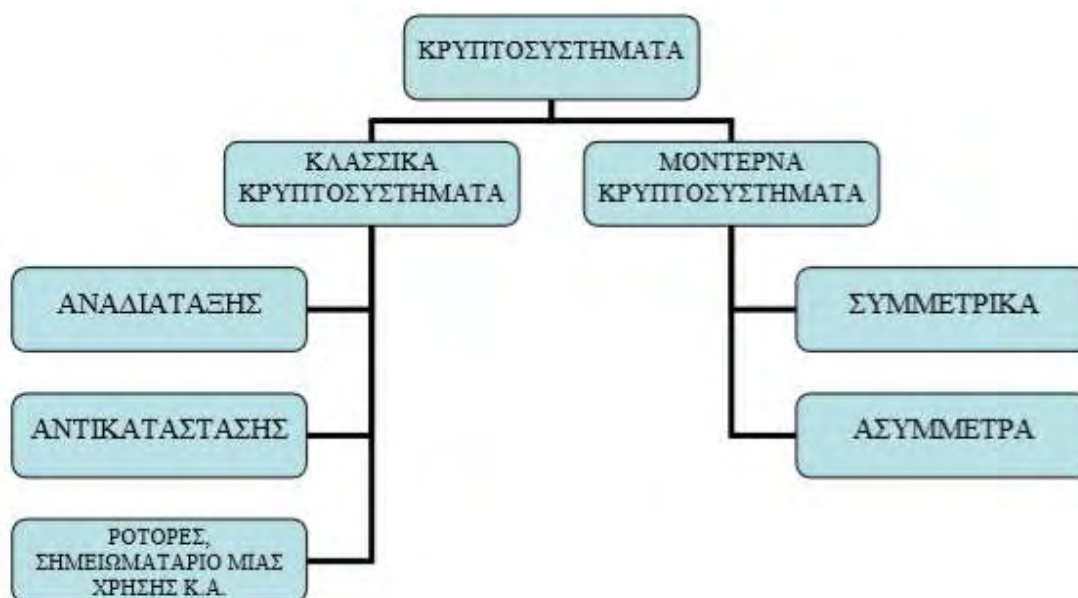 ΚΡΥΠΤΟΣΥΣΤΗΜΑΤΑ
ΚΛΑΣΣΙΚΑ
ΚΡΥΠΤΟΣΥΣΤΗΜΑΤΑ
ΜΟΝΤΕΡΝΑ
ΚΡΥΠΤΟΣΥΣΤΗΜΑΤΑ
ΑΝΑΔΙΑΤΑΞΗΣ
ΣΥΜΜΕΤΡΙΚΑ
ΑΝΤΙΚΑΤΑΣΤΑΣΗΣ
ΑΣΥΜΜΕΤΡΑ
ΡΟΤΟΡΕΣ,
ΣΗΜΕΙΩΜΑΤΑΡΙΟ ΜΙΑΣ
ΧΡΗΣΗΣ Κ.Α.